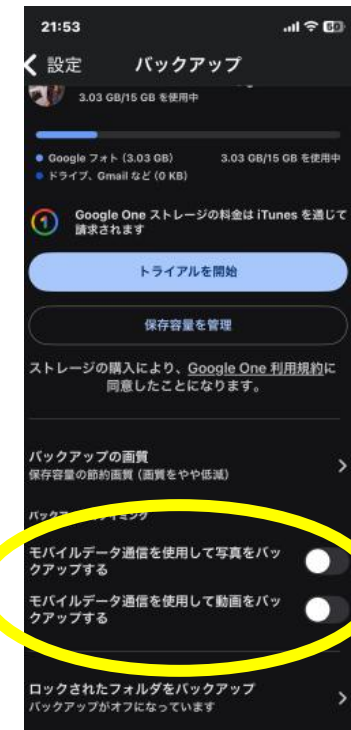 21:53
60
設定
バックアップ
3.03 GB/15 GB を使用中
Google フォト (3.03 GB)
3.03 GB/15 GB を使用中
ドライブ、Gmail など (0 KB)
1
Google One ストレージの料金は iTunes を通じて
請求されます
トライアルを開始
保存容量を管理
ストレージの購入により、Google One 利用規約に
同意したことになります。
バックアップの画質
保存容量の節約画質 (画質をやや低減)
モバイルデータ通信を使用して写真をバッ
クアップする
モバイルデータ通信を使用して動画をバッ
クアップする
ロックされたフォルダをバックアップ
バックアップがオフになっています